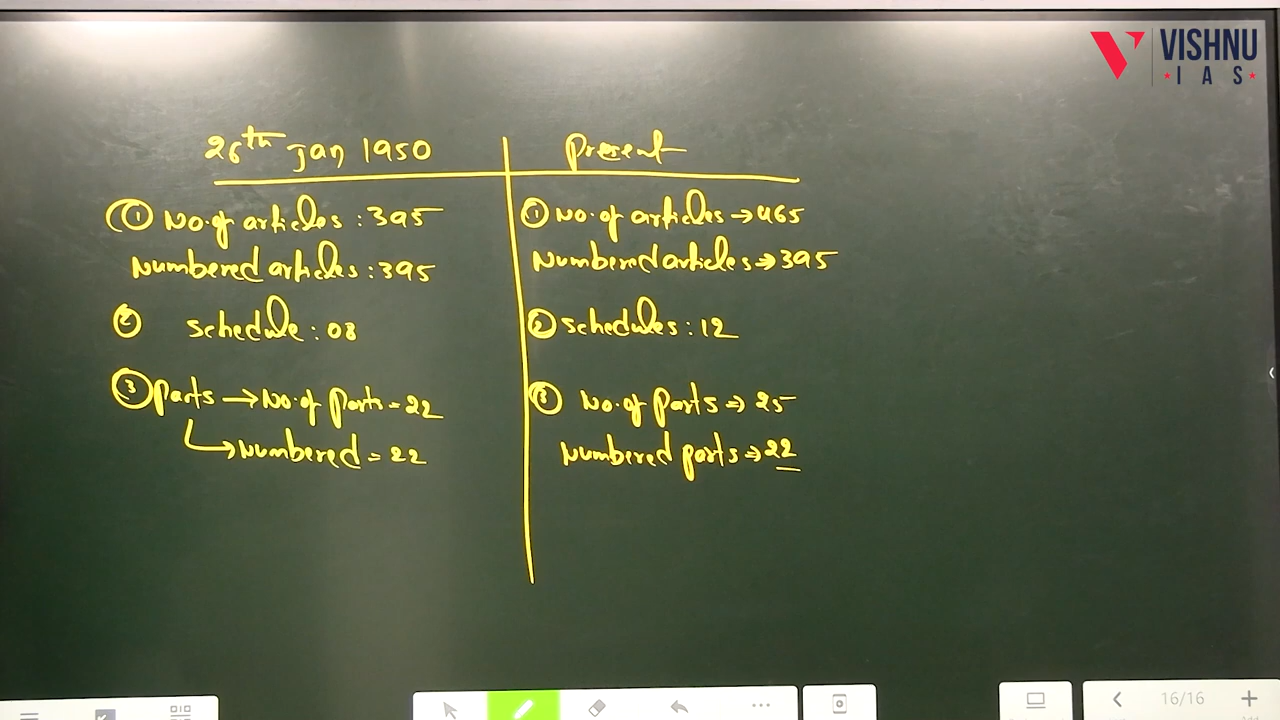 VISHNU
IAS
26th Jan 1950
① No. of articles : 395
Numbered articles : 395
② schedule : 08
③ parts → No. of parts = 22
→ Numbered = 22
present
① No. of articles → 465
Numbered articles → 395
② schedules : 12
③ No. of parts → 25
Numbered parts → 22
16/16